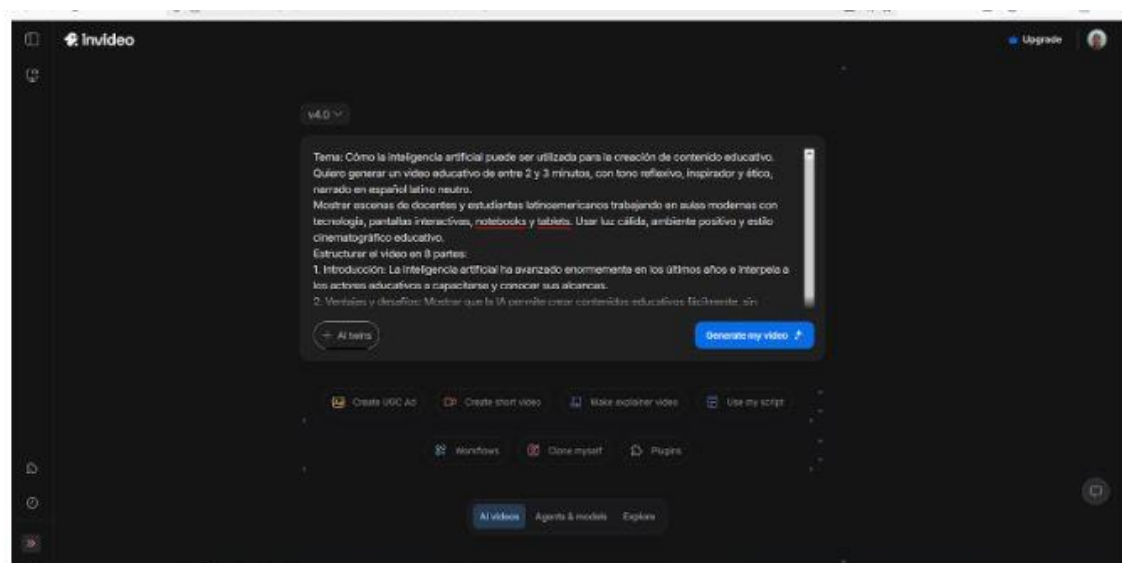 invideo
Upgrade
v4.0
Tema: Cómo la inteligencia artificial puede ser utilizada para la creación de contenido educativo.
Quiero generar un video educativo de entre 2 y 3 minutos, con tono reflexivo, inspirador y ético,
narrado en español latino neutro.
Mostrar escenas de docentes y estudiantes latinoamericanos trabajando en aulas modernas con
tecnología, pantallas interactivas, notebooks y tablets. Usar luz cálida, ambiente positivo y estilo
cinematográfico educativo.
Estructurar el video en 8 partes:
1. Introducción: La inteligencia artificial ha avanzado enormemente en los últimos años e interpela a
los actores educativos a capacitarse y conocer sus alcances.
2. Ventajas y desafíos: Mostrar que la IA permite crear contenidos educativos fácilmente, sin
+ AI twins
Generate my video
Create UGC Ad
Create short video
Make explainer video
Use my script
Workflows
Clone myself
Plugins
AI videos
Agents & models
Explore